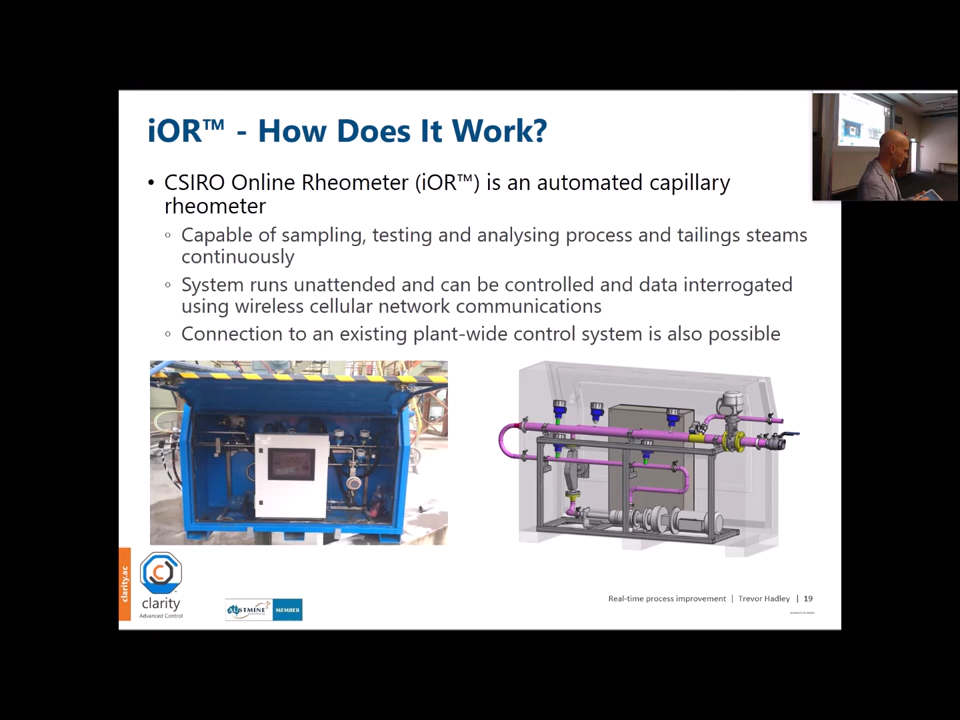 iOR™ - How Does It Work?
• CSIRO Online Rheometer (iOR™) is an automated capillary
rheometer
◦ Capable of sampling, testing and analysing process and tailings steams
continuously
◦ System runs unattended and can be controlled and data interrogated
using wireless cellular network communications
◦ Connection to an existing plant-wide control system is also possible
clarity.ac
clarity
Advanced Control
AUSTMINE
MEMBER
Real-time process improvement | Trevor Hadley | 19